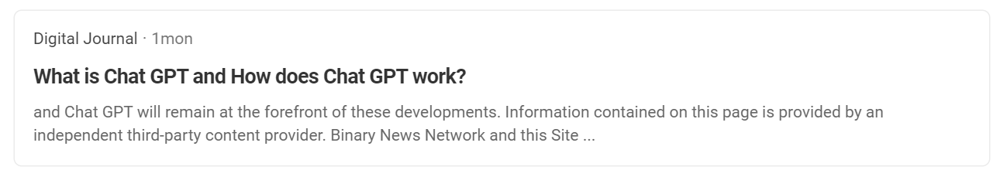 Digital Journal · 1mon
What is Chat GPT and How does Chat GPT work?
and Chat GPT will remain at the forefront of these developments. Information contained on this page is provided by an
independent third-party content provider. Binary News Network and this Site ...